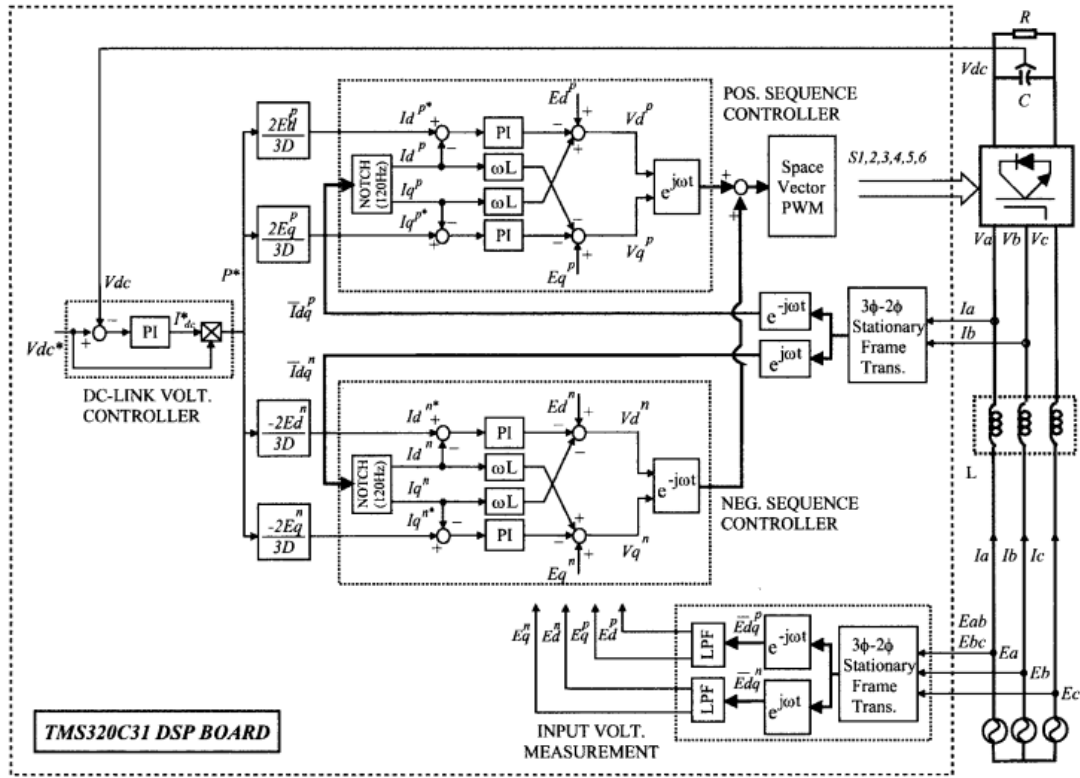 R
Vdc
C
POS. SEQUENCE
CONTROLLER
Ed^p
2Ed^p
3D
Id^p*
PI
Vd^p
Id^p
ωL
NOTCH
(120Hz)
e^jωt
Space
Vector
PWM
S1,2,3,4,5,6
Iq^p
ωL
2Eq^p
3D
Iq^p*
PI
Vq^p
Eq^p
Va Vb Vc
P*
Vdc
Idq^p
e^-jωt
3ϕ-2ϕ
Stationary
Frame
Trans.
Ia
Ib
I*dc
PI
Vdc*
e^jωt
Idq^n
DC-LINK VOLT.
CONTROLLER
Ed^n
-2Ed^n
3D
Id^n*
PI
Vd^n
Id^n
ωL
NOTCH
(120Hz)
e^-jωt
L
Iq^n
ωL
NEG. SEQUENCE
CONTROLLER
-2Eq^n
3D
Iq^n*
PI
Vq^n
Eq^n
Ia Ib Ic
Eq^n Ed^n Eq^p Ed^p
LPF
Edq^p
e^-jωt
3ϕ-2ϕ
Stationary
Frame
Trans.
Eab
Ebc
Ea
Eb
Ec
LPF
Edq^n
e^jωt
INPUT VOLT.
MEASUREMENT
TMS320C31 DSP BOARD